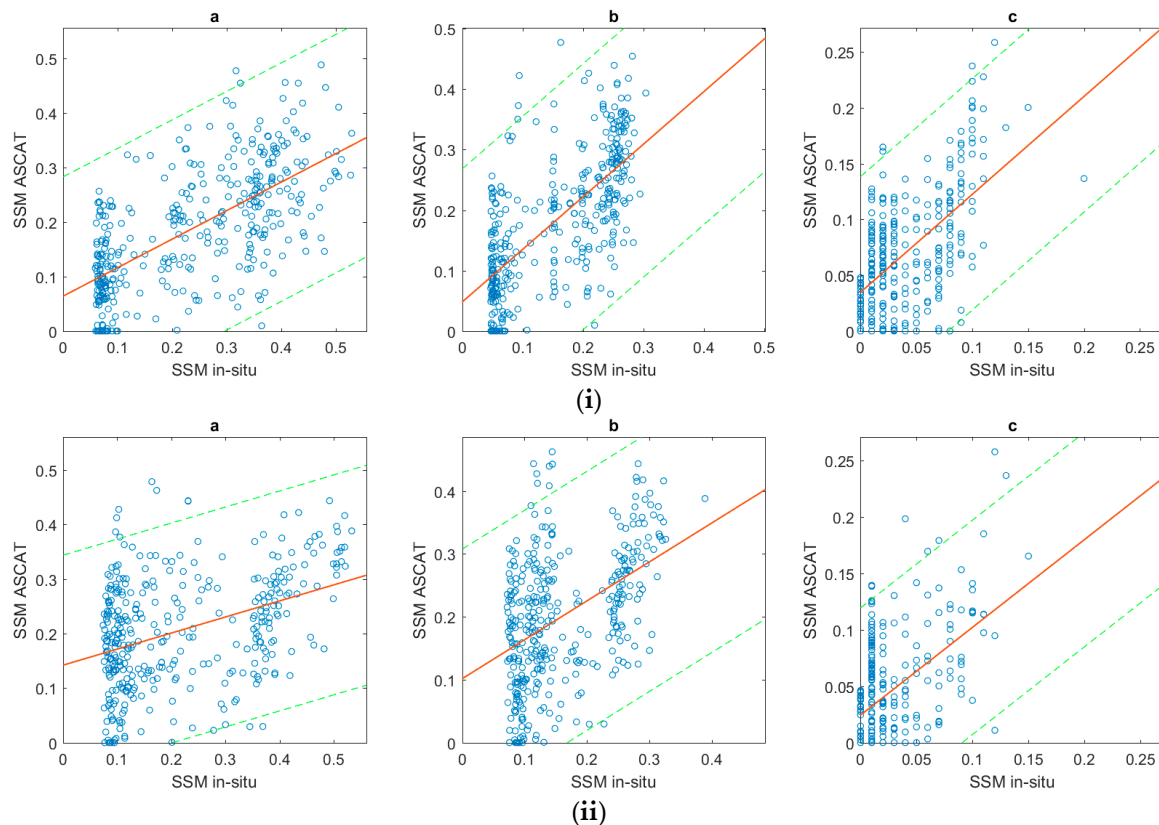 a b c
0.5 0.5 0.25
0.4 0.4 0.2
0.3 0.3 0.15
0.2 0.2 0.1
0.1 0.1 0.05
0 0 0
SSM ASCAT SSM ASCAT SSM ASCAT
0 0.1 0.2 0.3 0.4 0.5 0 0.1 0.2 0.3 0.4 0.5 0 0.05 0.1 0.15 0.2 0.25
SSM in-situ SSM in-situ SSM in-situ
(i)
a b c
0.5 0.4 0.25
0.4 0.3 0.2
0.3 0.2 0.15
0.2 0.1 0.1
0.1 0 0.05
0 0
SSM ASCAT SSM ASCAT SSM ASCAT
0 0.1 0.2 0.3 0.4 0.5 0 0.1 0.2 0.3 0.4 0 0.05 0.1 0.15 0.2 0.25
SSM in-situ SSM in-situ SSM in-situ
(ii)